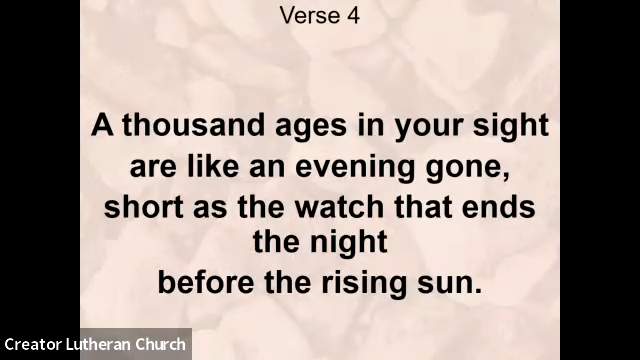 Verse 4
A thousand ages in your sight
are like an evening gone,
short as the watch that ends
the night
before the rising sun.
Creator Lutheran Church